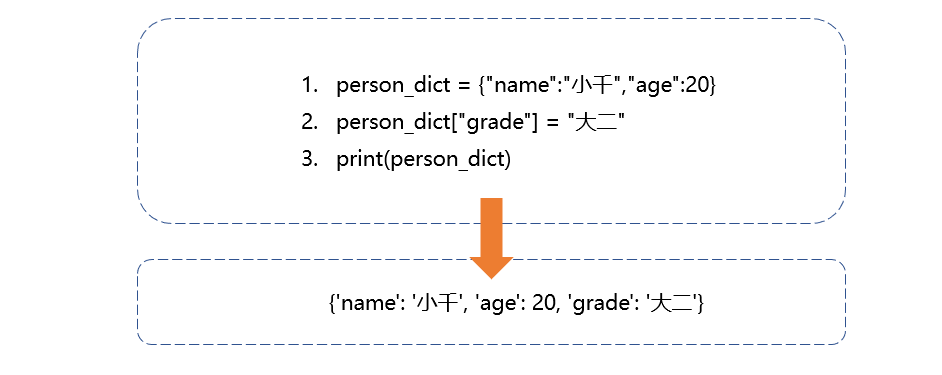 1. person_dict = {"name":"小千","age":20}
2. person_dict["grade"] = "大二"
3. print(person_dict)
{'name': '小千', 'age': 20, 'grade': '大二'}